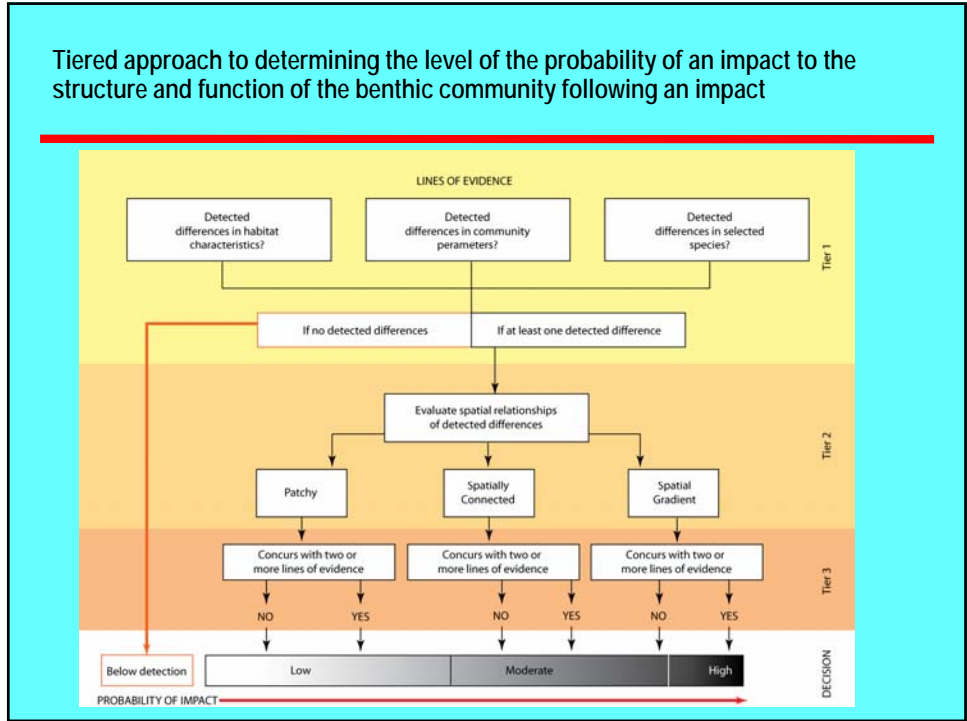 Tiered approach to determining the level of the probability of an impact to the
structure and function of the benthic community following an impact
LINES OF EVIDENCE
Detected
differences in habitat
characteristics?
Detected
differences in community
perameters?
Detected
differences in selected
species?
Tier 1
If no detected differences
If at least one detected difference
Evaluate spatial relationships
of detected differences
Tier 2
Patchy
Spatially
Connected
Spatial
Gradient
Concurs with two or
more lines of evidence
Concurs with two or
more lines of evidence
Concurs with two or
more lines of evidence
Tier 3
NO
YES
NO
YES
NO
YES
Below detection
Low
Moderate
High
DECISION
PROBABILITY OF IMPACT